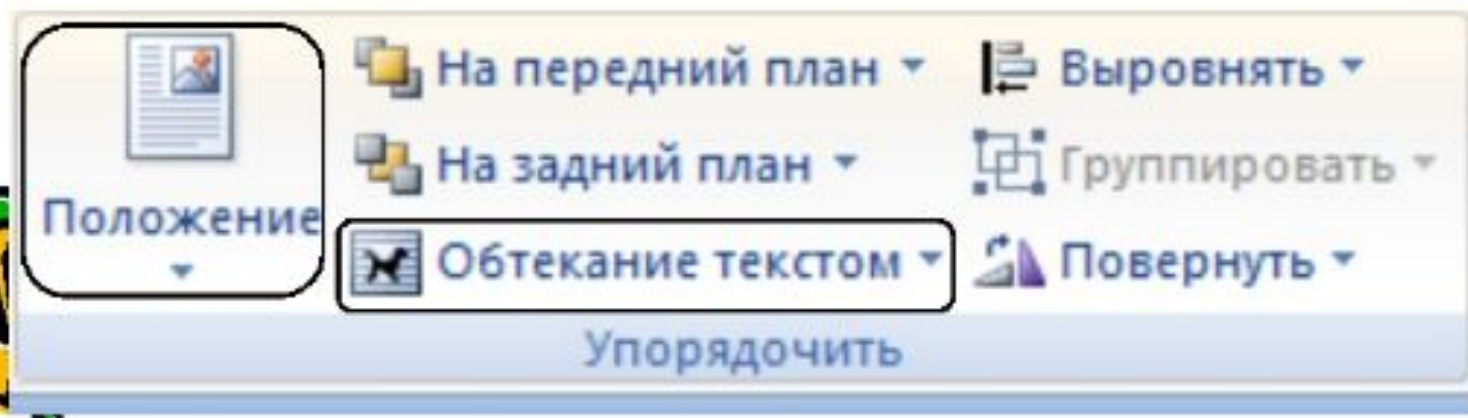 Положение
На передний план
На задний план
Обтекание текстом
Выровнять
Группировать
Повернуть
Упорядочить